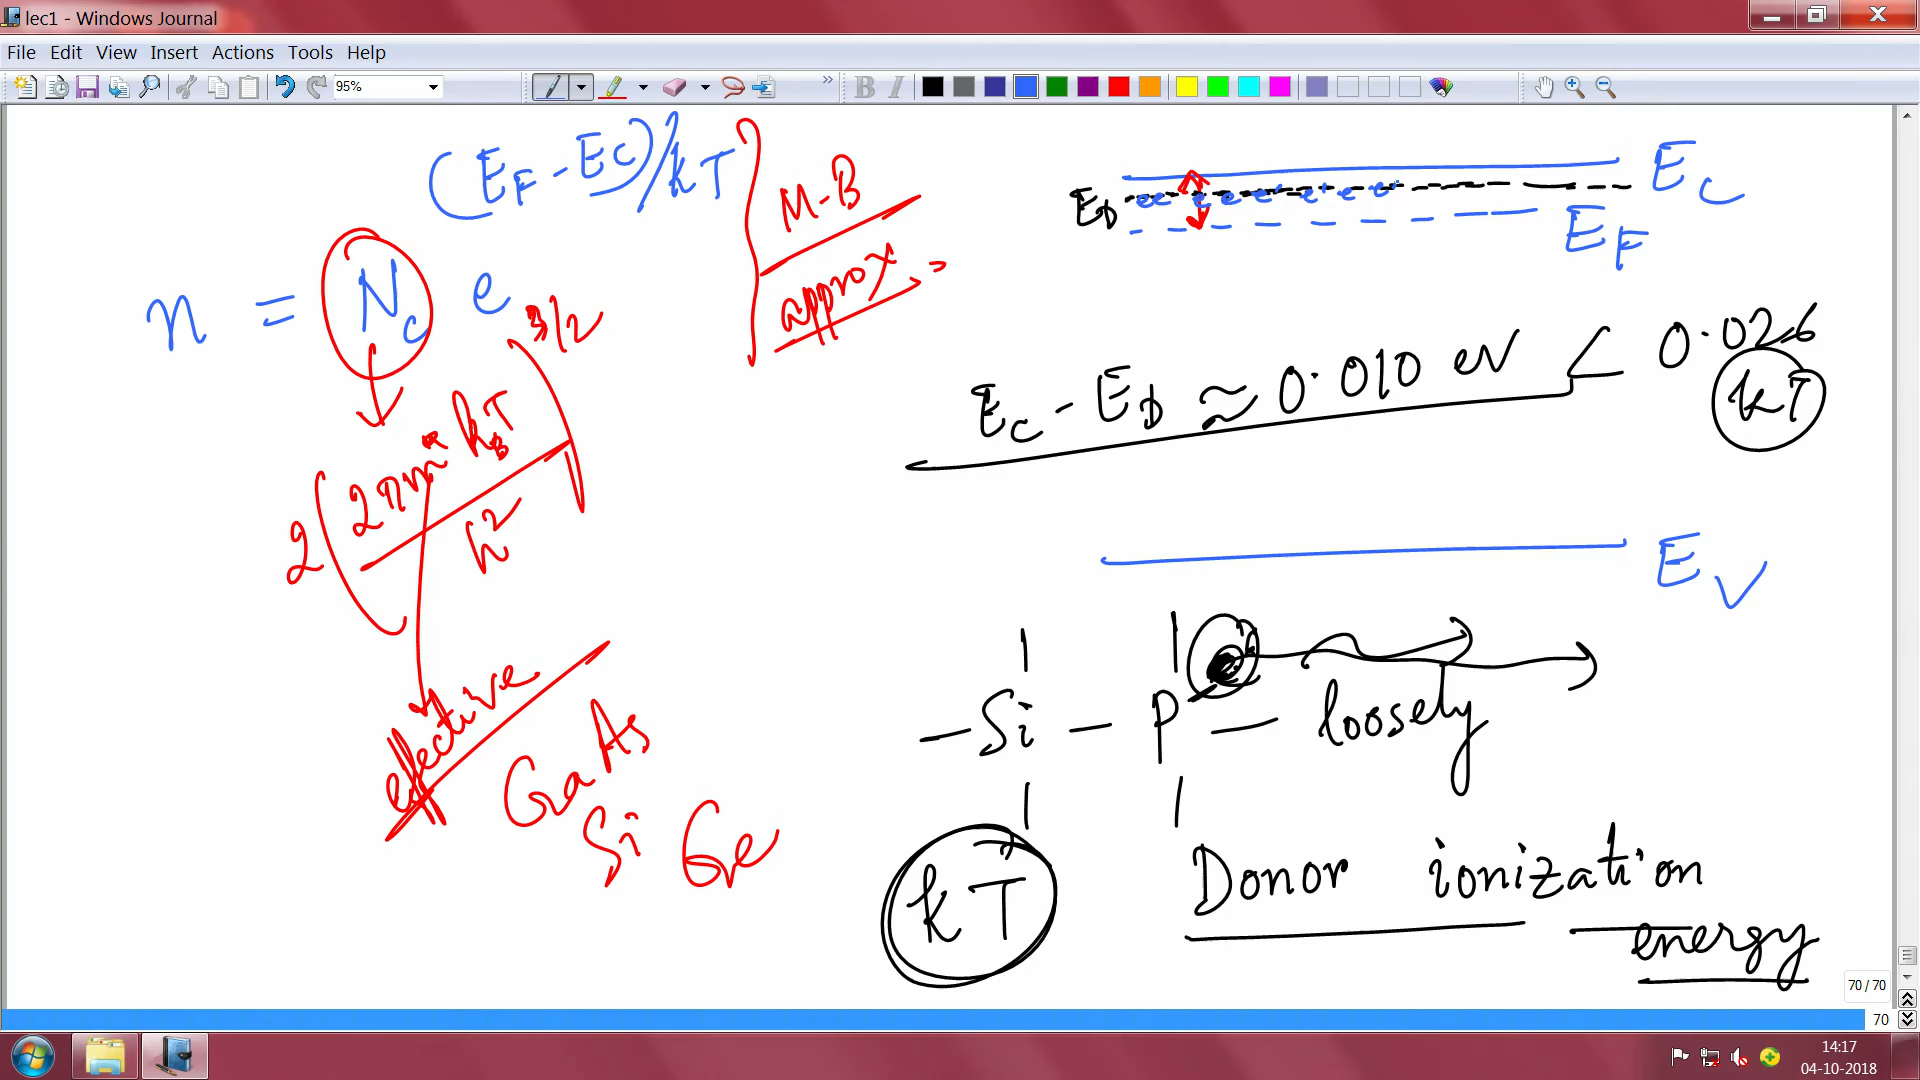 lec1 - Windows Journal
File Edit View Insert Actions Tools Help
95%
B I
n = Nc e (EF - EC)/kT
M-B
approx
2 (2πm* kBT / h²) 3/2
effective
GaAs
Si Ge
EC
ED
EF
EC - ED ≈ 0.010 eV < 0.026
kT
EV
- Si - P - loosely
kT
Donor ionization
energy
70 / 70
70
14:17
04-10-2018